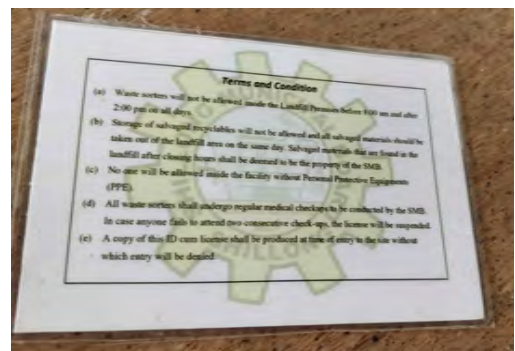 Terms and Condition
(a) Waste sorters will not be allowed inside the Landfill Premises before 9:00 am and after
2:00 pm on all days.
(b) Storage of salvaged recyclables will not be allowed and all salvaged materials should be
taken out of the landfill area on the same day. Salvaged materials that are found in the
landfill after closing hours shall be deemed to be the property of the SMB.
(c) No one will be allowed inside the facility without Personal Protective Equipments
(PPE).
(d) All waste sorters shall undergo regular medical checkups to be conducted by the SMB.
In case anyone fails to attend two consecutive check-ups, the license will be suspended.
(e) A copy of this ID cum license shall be produced at time of entry to the site without
which entry will be denied